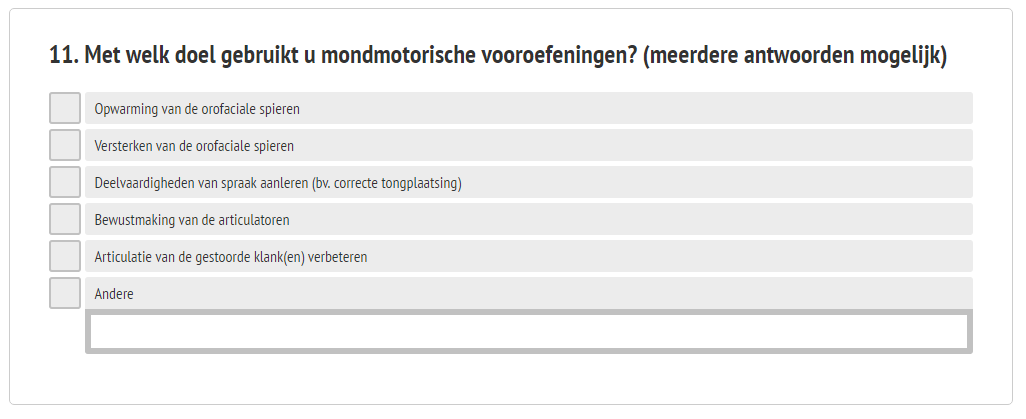 11. Met welk doel gebruikt u mondmotorische vooroefeningen? (meerdere antwoorden mogelijk)
Opwarming van de orofaciale spieren
Versterken van de orofaciale spieren
Deelvaardigheden van spraak aanleren (bv. correcte tongplaatsing)
Bewustmaking van de articulatoren
Articulatie van de gestoorde klank(en) verbeteren
Andere